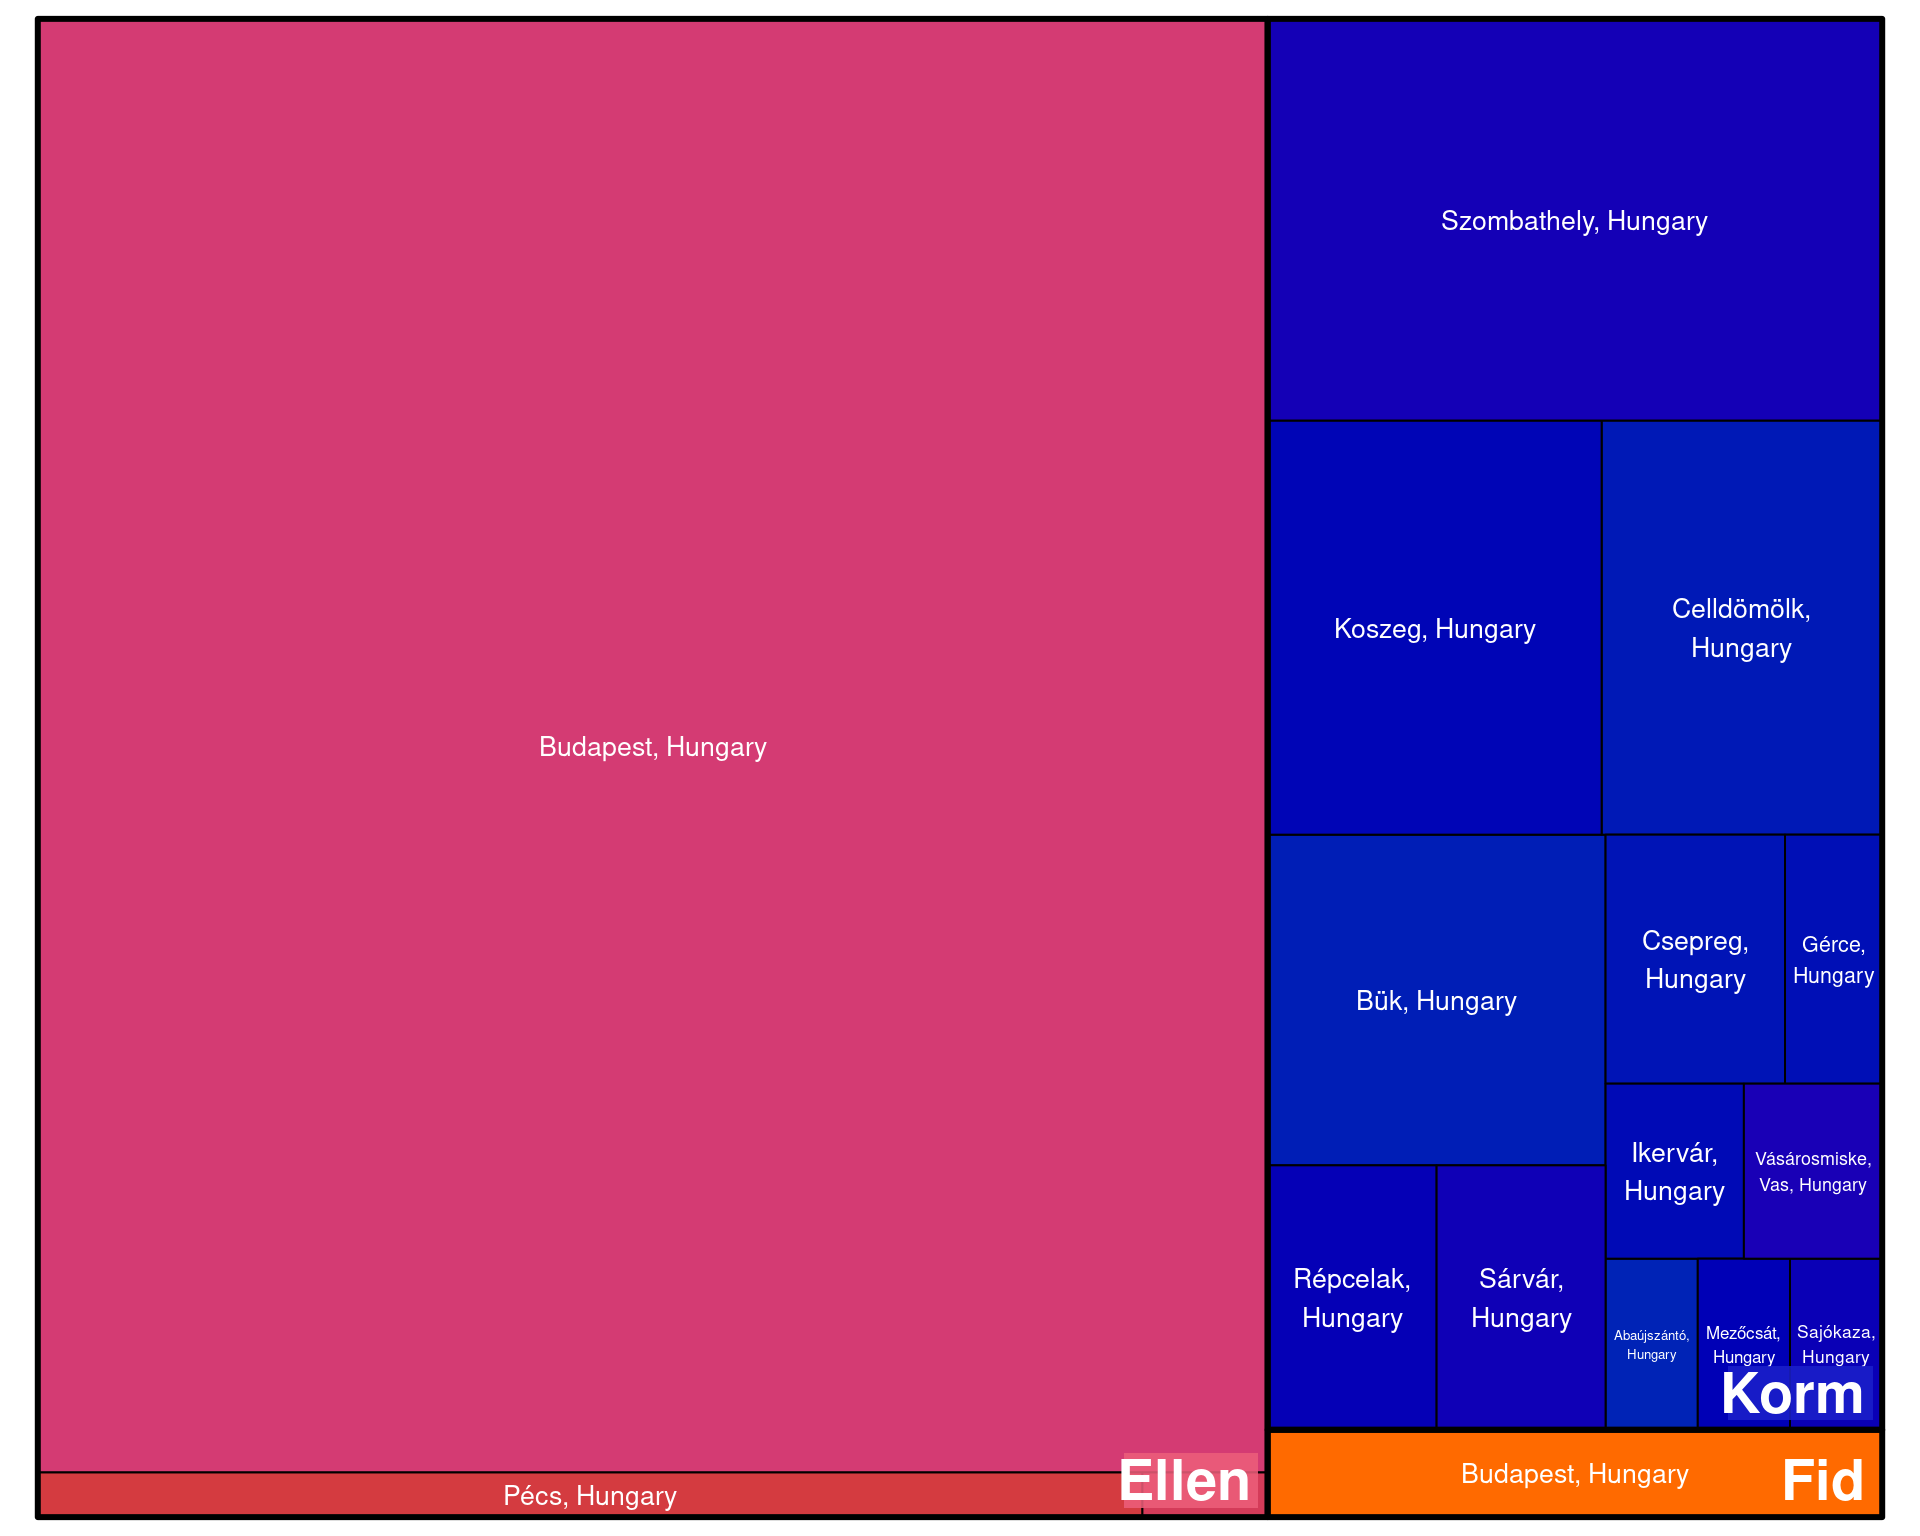 Budapest, Hungary
Pécs, Hungary
Ellen
Szombathely, Hungary
Koszeg, Hungary
Celldömölk,
Hungary
Bük, Hungary
Csepreg,
Hungary
Gérce,
Hungary
Ikervár,
Hungary
Vásárosmiske,
Vas, Hungary
Répcelak,
Hungary
Sárvár,
Hungary
Abaújszántó,
Hungary
Mezőcsát,
Hungary
Sajókaza,
Hungary
Korm
Budapest, Hungary
Fid